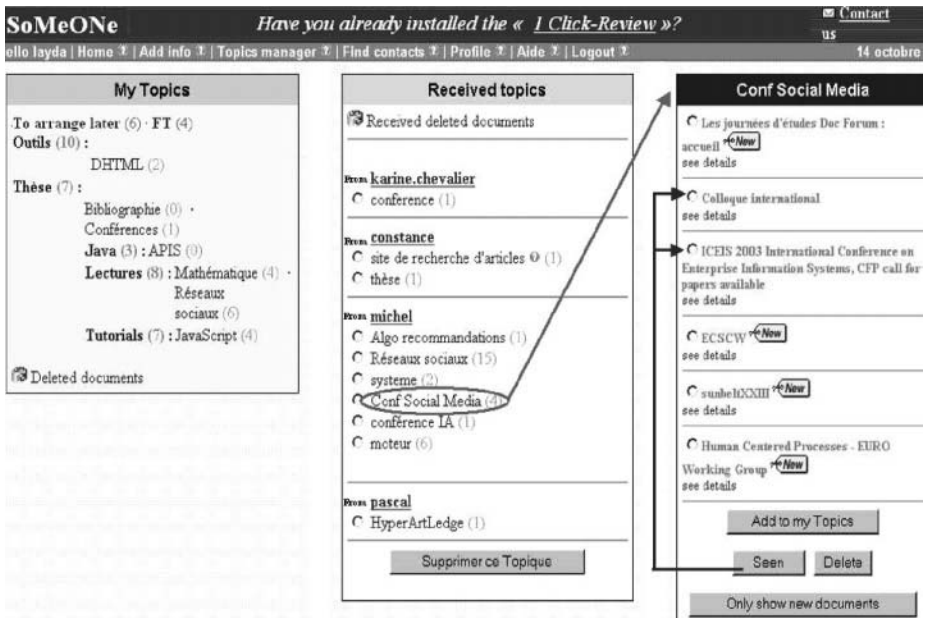 SoMeONe
Have you already installed the « 1 Click-Review »?
Contact us
ello layda | Home ? | Add info ? | Topics manager ? | Find contacts ? | Profile ? | Aide ? | Logout ?
14 octobre
My Topics
To arrange later (6) · FT (4)
Outils (10) :
DHTML (2)
Thèse (7) :
Bibliographie (0) ·
Conférences (1)
Java (3) : APIS (0)
Lectures (8) : Mathématique (4) ·
Réseaux
sociaux (6)
Tutorials (7) : JavaScript (4)
Deleted documents
Received topics
Received deleted documents
From karine.chevalier
conference (1)
From constance
site de recherche d'articles (1)
thèse (1)
From michel
Algo recommandations (1)
Réseaux sociaux (15)
systeme (2)
Conf Social Media (4)
conférence IA (1)
moteur (6)
From pascal
HyperArtLedge (1)
Supprimer ce Topique
Conf Social Media
Les journées d'études Doc Forum :
accueil New
see details
Colloque international
see details
ICEIS 2003 International Conference on
Enterprise Information Systems, CFP call for
papers available
see details
ECSCW New
see details
sunbeltXXIII New
see details
Human Centered Processes - EURO
Working Group New
see details
Add to my Topics
Seen Delete
Only show new documents